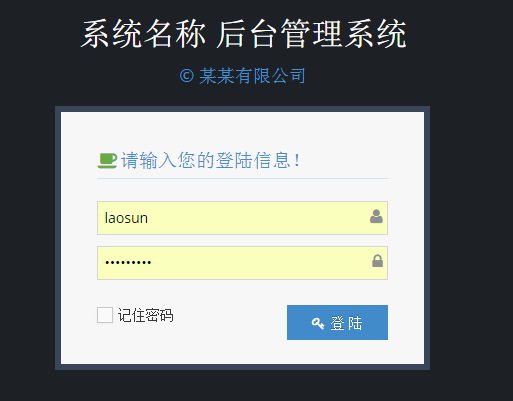 系统名称 后台管理系统
© 某某有限公司
请输入您的登陆信息!
laosun
•••••••••
记住密码
登陆